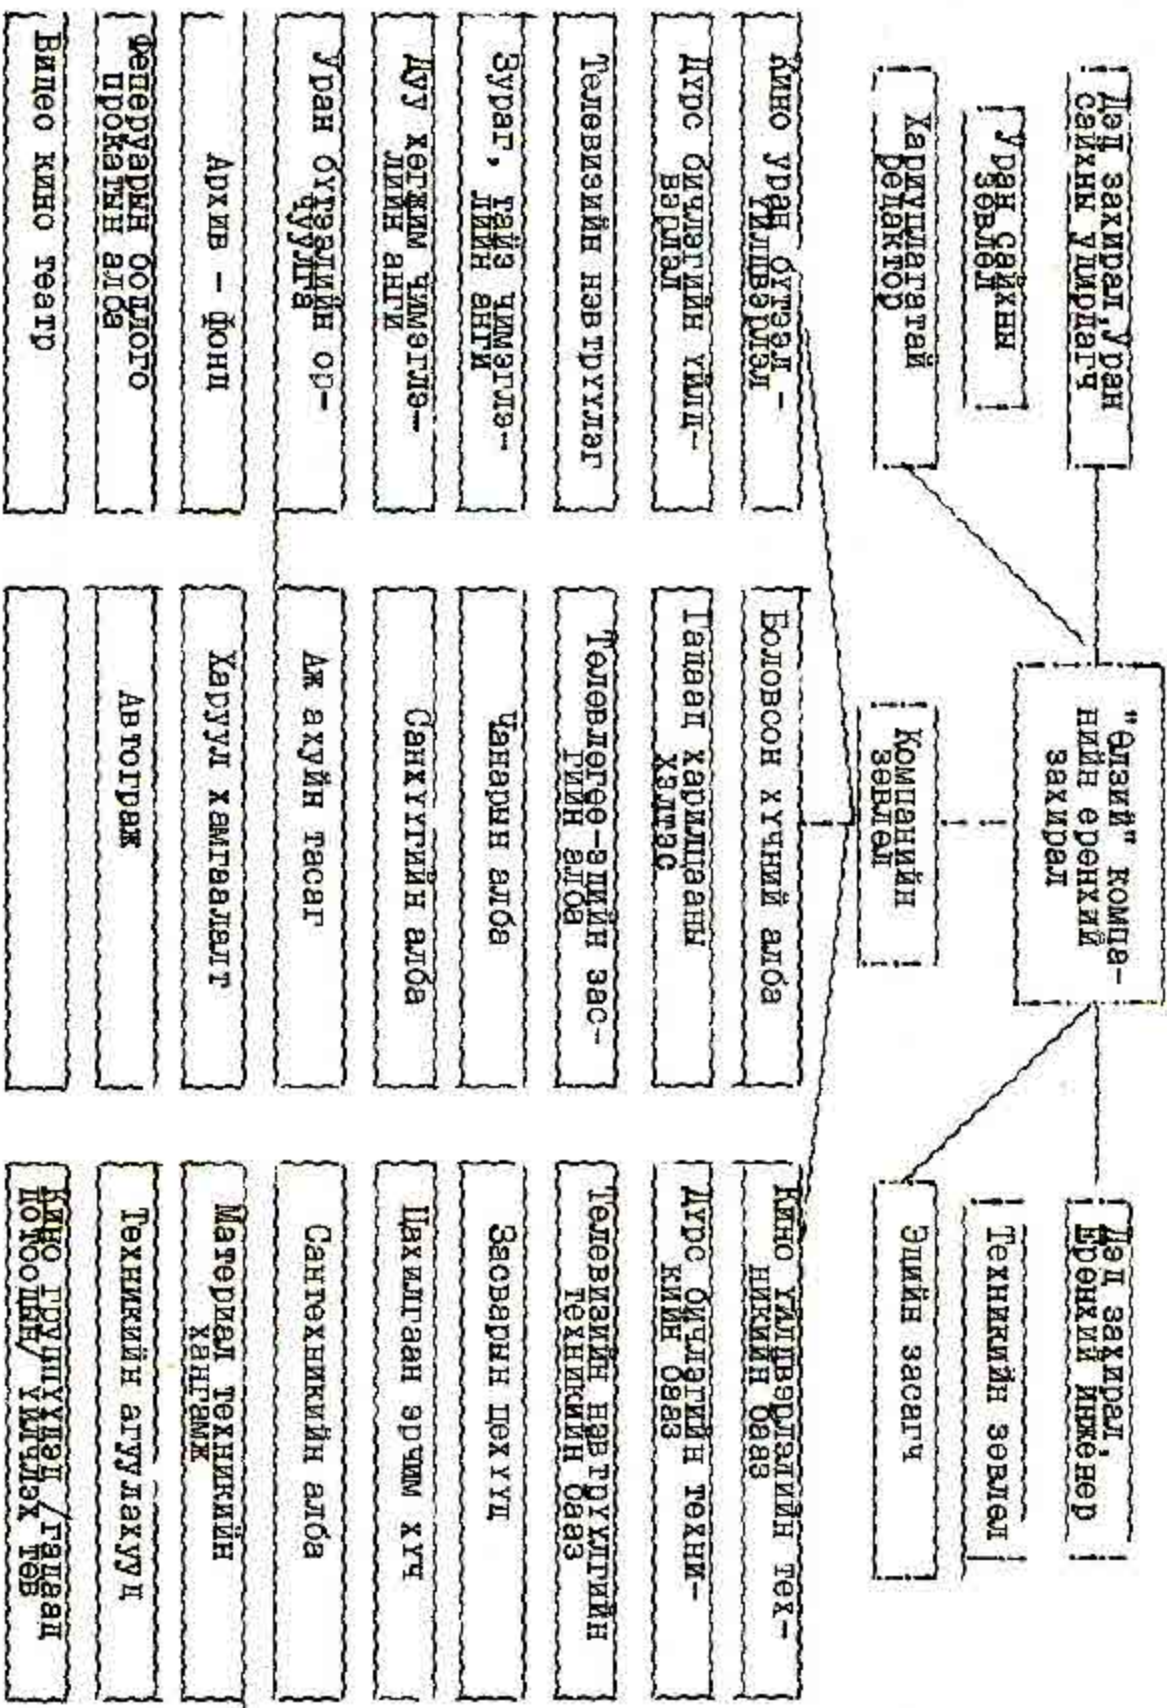 "Өлзий" компа-
нийн ерөнхий
захирал
Дэд захирал, Уран
сайхны удирдагч
Уран сайхны
зөвлөл
Хариуцлагатай
редактор
Дэд захирал,
Ерөнхий инженер
Техникийн зөвлөл
Эдийн засагч
Компанийн
зөвлөл
Кино уран бүтээл -
үйлдвэрлэл
Дүрс бичлэгийн үйлд-
вэрлэл
Телевизийн нэвтрүүлэг
Зураг, тайз чимэглэ-
лийн анги
Дуу хөгжим чимэглэ-
лийн анги
Уран бүтээлийн ор-
чуулга
Архив - фонд
Федерацын
прокатын алба
Видео кино театр
Боловсон хүчний алба
Гадаад харилцааны
хэлтэс
Төлөвлөгөө-эдийн зас-
гийн алба
Чанарын алба
Санхүүгийн алба
Аж ахуйн тасаг
Харуул хамгаалалт
Автограж
Кино үйлдвэрлэлийн тех-
никийн бааз
Дүрс бичлэгийн техни-
кийн бааз
Телевизийн нэвтрүүлгийн
техникийн бааз
Засварын цехүүд
Цахилгаан эрчим хүч
Сантехникийн алба
Материал техникийн
хангамж
Техникийн агуулахууд
Кино группүүдэд /гадаад
дотоодын/ үйлчлэх төв